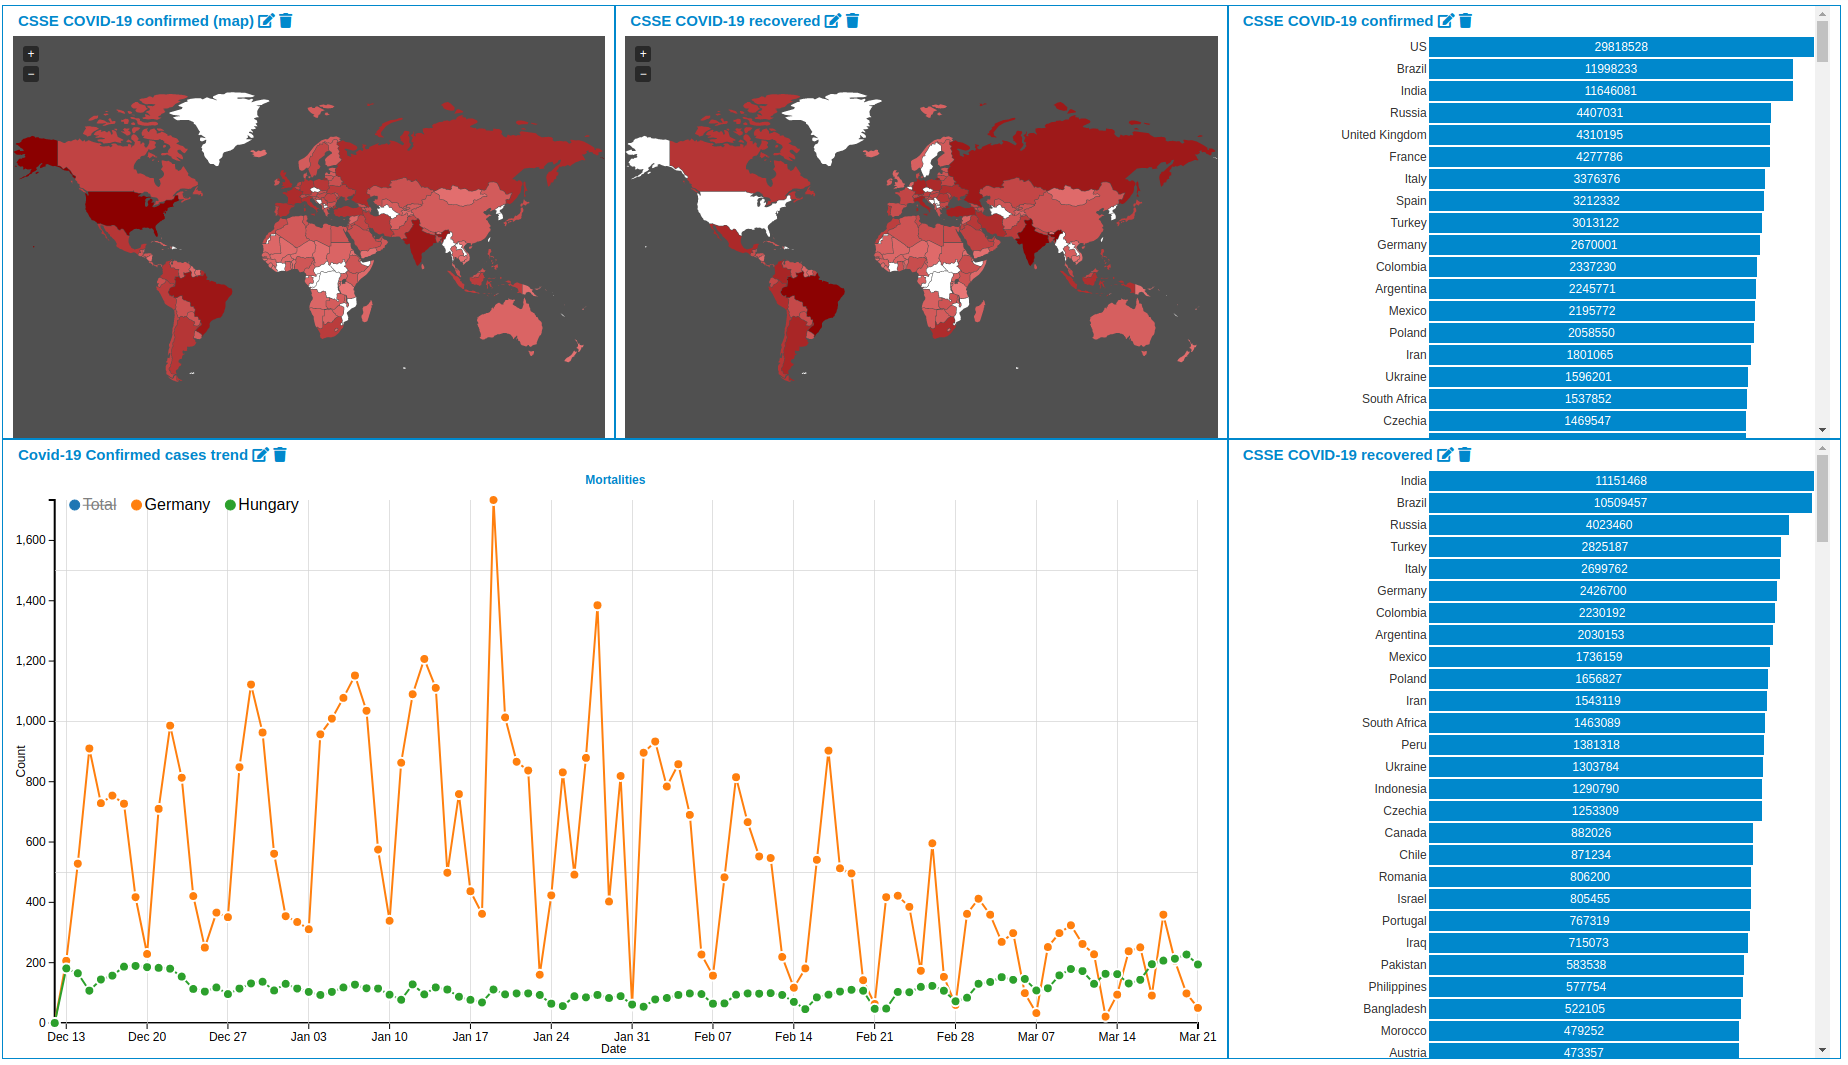 CSSE COVID-19 confirmed (map)
+
−
CSSE COVID-19 recovered
+
−
CSSE COVID-19 confirmed
US 29818528
Brazil 11998233
India 11646081
Russia 4407031
United Kingdom 4310195
France 4277786
Italy 3376376
Spain 3212332
Turkey 3013122
Germany 2670001
Colombia 2337230
Argentina 2245771
Mexico 2195772
Poland 2058550
Iran 1801065
Ukraine 1596201
South Africa 1537852
Czechia 1469547
Covid-19 Confirmed cases trend
Mortalities
Total Germany Hungary
1,600
1,400
1,200
1,000
800
600
400
200
0
Count
Dec 13 Dec 20 Dec 27 Jan 03 Jan 10 Jan 17 Jan 24 Jan 31 Feb 07 Feb 14 Feb 21 Feb 28 Mar 07 Mar 14 Mar 21
Date
CSSE COVID-19 recovered
India 11151468
Brazil 10509457
Russia 4023460
Turkey 2825187
Italy 2699762
Germany 2426700
Colombia 2230192
Argentina 2030153
Mexico 1736159
Poland 1656827
Iran 1543119
South Africa 1463089
Peru 1381318
Ukraine 1303784
Indonesia 1290790
Czechia 1253309
Canada 882026
Chile 871234
Romania 806200
Israel 805455
Portugal 767319
Iraq 715073
Pakistan 583538
Philippines 577754
Bangladesh 522105
Morocco 479252
Austria 473357